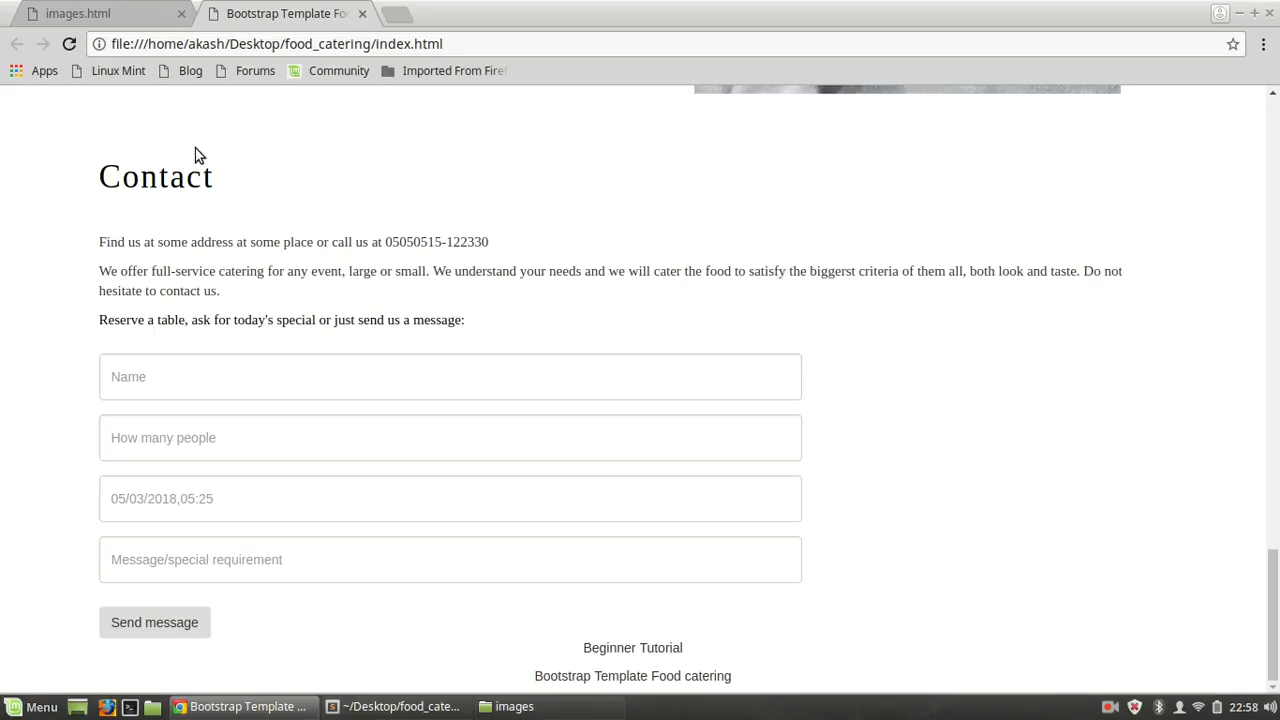 images.html
Bootstrap Template Fo
file:///home/akash/Desktop/food_catering/index.html
Apps
Linux Mint
Blog
Forums
Community
Imported From Firef
Contact
Find us at some address at some place or call us at 05050515-122330
We offer full-service catering for any event, large or small. We understand your needs and we will cater the food to satisfy the biggerst criteria of them all, both look and taste. Do not
hesitate to contact us.
Reserve a table, ask for today's special or just send us a message:
Name
How many people
05/03/2018,05:25
Message/special requirement
Send message
Beginner Tutorial
Bootstrap Template Food catering
Menu
Bootstrap Template ...
~/Desktop/food_cate...
images
22:58